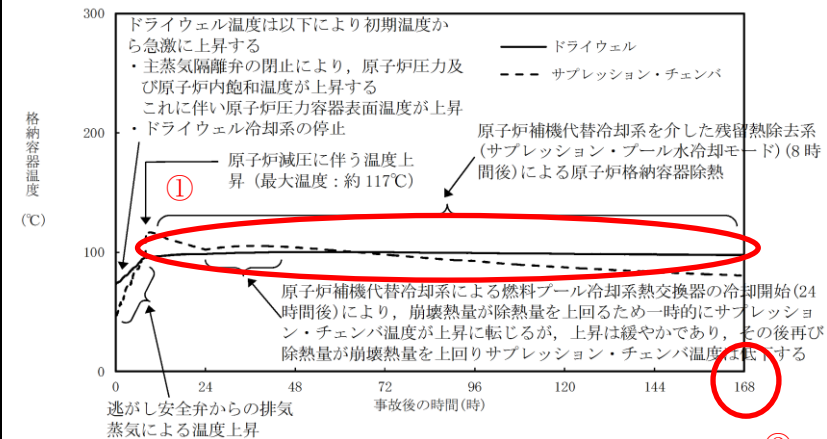 300
ドライウェル温度は以下により初期温度か
ら急激に上昇する
・主蒸気隔離弁の閉止により，原子炉圧力及
び原子炉内飽和温度が上昇する
これに伴い原子炉圧力容器表面温度が上昇
・ドライウェル冷却系の停止
ドライウェル
サプレッション・チェンバ
200
格納容器温度
(℃)
①
原子炉減圧に伴う温度上
昇（最大温度：約 117℃）
原子炉補機代替冷却系を介した残留熱除去系
(サプレッション・プール水冷却モード) (8 時
間後）による原子炉格納容器除熱
100
原子炉補機代替冷却系による燃料プール冷却系熱交換器の冷却開始(24
時間後）により，崩壊熱量が除熱量を上回るため一時的にサプレッショ
ン・チェンバ温度が上昇に転じるが，上昇は緩やかであり，その後再び
除熱量が崩壊熱量を上回りサプレッション・チェンバ温度は低下する
0
0 24 48 72 96 120 144 168
事故後の時間(時)
逃がし安全弁からの排気
蒸気による温度上昇